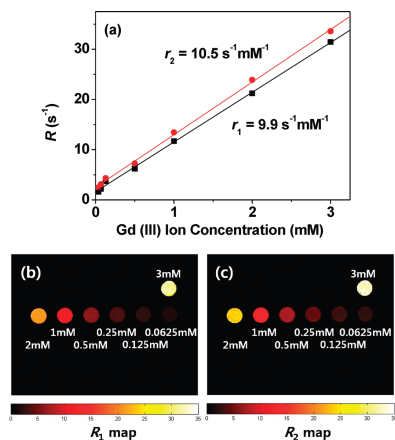 (a)
r₂ = 10.5 s⁻¹mM⁻¹
r₁ = 9.9 s⁻¹mM⁻¹
R (s⁻¹)
30
20
10
0
0 1 2 3
Gd (III) Ion Concentration (mM)
(b)
3mM
1mM 0.25mM 0.0625mM
2mM 0.5mM 0.125mM
0 5 10 15 20 25 30 35
R₁ map
(c)
3mM
1mM 0.25mM 0.0625mM
2mM 0.5mM 0.125mM
0 5 10 15 20 25 30 35
R₂ map